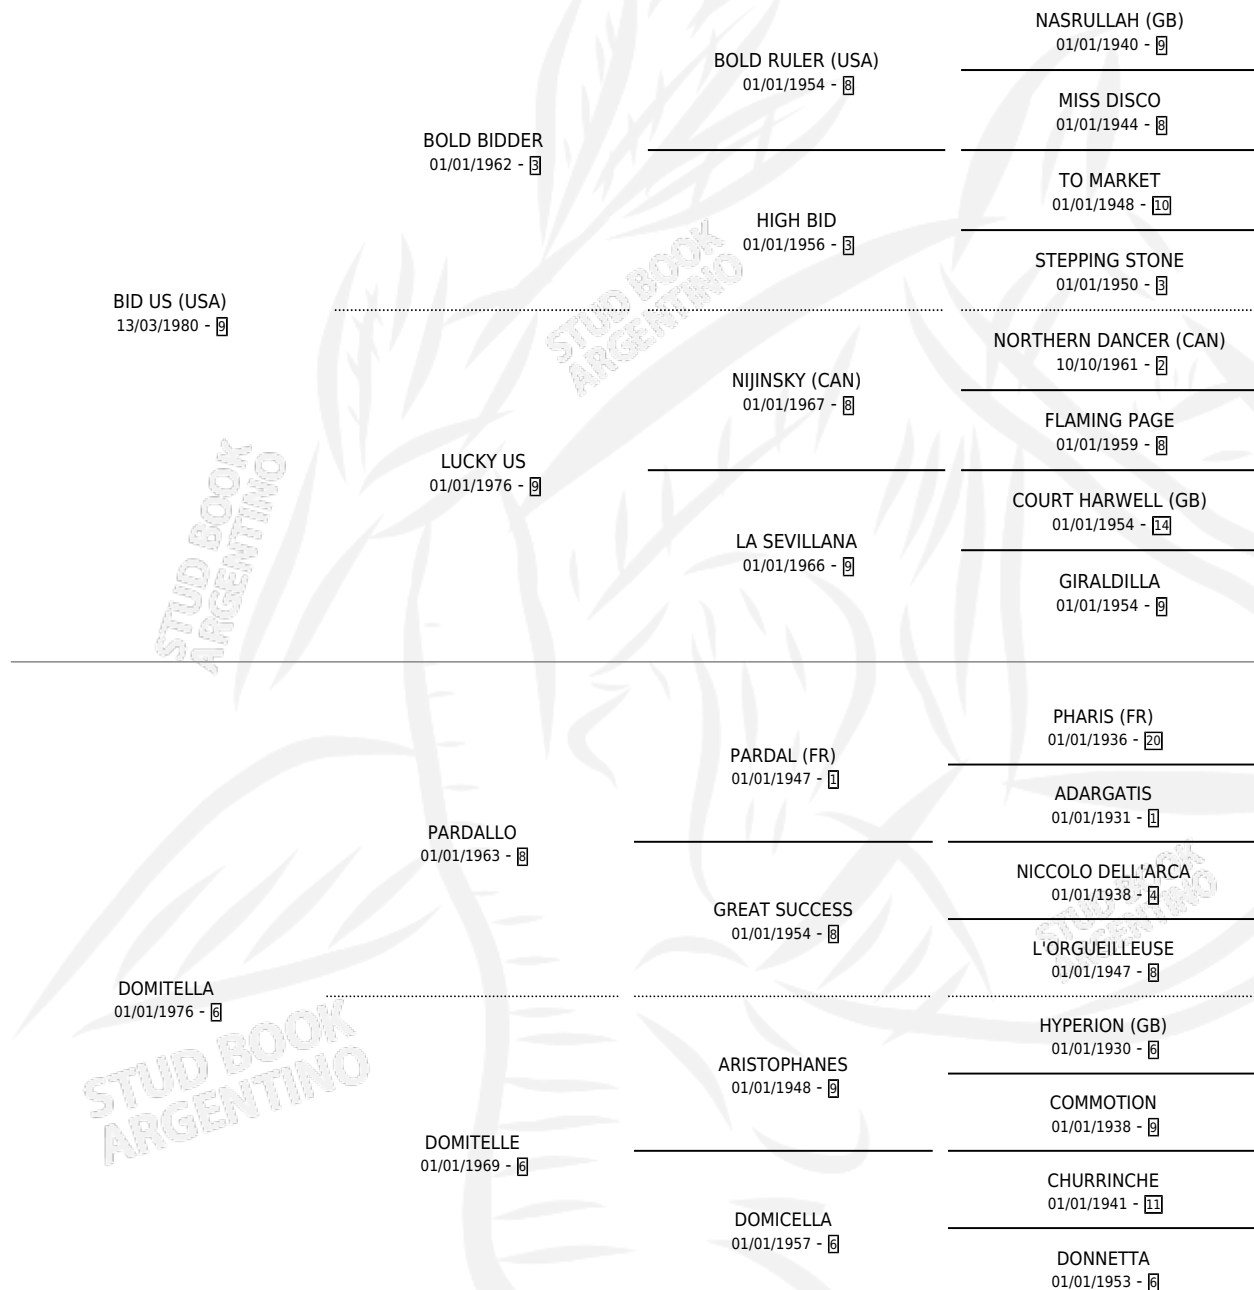 NASRULLAH (GB)
01/01/1940 - 9
BOLD RULER (USA)
01/01/1954 - 8
MISS DISCO
01/01/1944 - 8
BOLD BIDDER
01/01/1962 - 3
TO MARKET
01/01/1948 - 10
HIGH BID
01/01/1956 - 3
STEPPING STONE
01/01/1950 - 3
BID US (USA)
13/03/1980 - 9
STUD BOOK
ARGENTINO
NORTHERN DANCER (CAN)
10/10/1961 - 2
NIJINSKY (CAN)
01/01/1967 - 8
FLAMING PAGE
01/01/1959 - 8
LUCKY US
01/01/1976 - 9
COURT HARWELL (GB)
01/01/1954 - 14
LA SEVILLANA
01/01/1966 - 9
GIRALDILLA
01/01/1954 - 9
STUD BOOK
ARGENTINO
PHARIS (FR)
01/01/1936 - 20
PARDAL (FR)
01/01/1947 - 1
ADARGATIS
01/01/1931 - 1
PARDALLO
01/01/1963 - 8
NICCOLO DELL'ARCA
01/01/1938 - 4
GREAT SUCCESS
01/01/1954 - 8
STUD BOOK
ARGENTINO
L'ORGUEILLEUSE
01/01/1947 - 8
DOMITELLA
01/01/1976 - 6
HYPERION (GB)
01/01/1930 - 6
ARISTOPHANES
01/01/1948 - 9
COMMOTION
01/01/1938 - 9
STUD BOOK
ARGENTINO
DOMITELLE
01/01/1969 - 6
CHURRINCHE
01/01/1941 - 11
DOMICELLA
01/01/1957 - 6
DONNETTA
01/01/1953 - 6